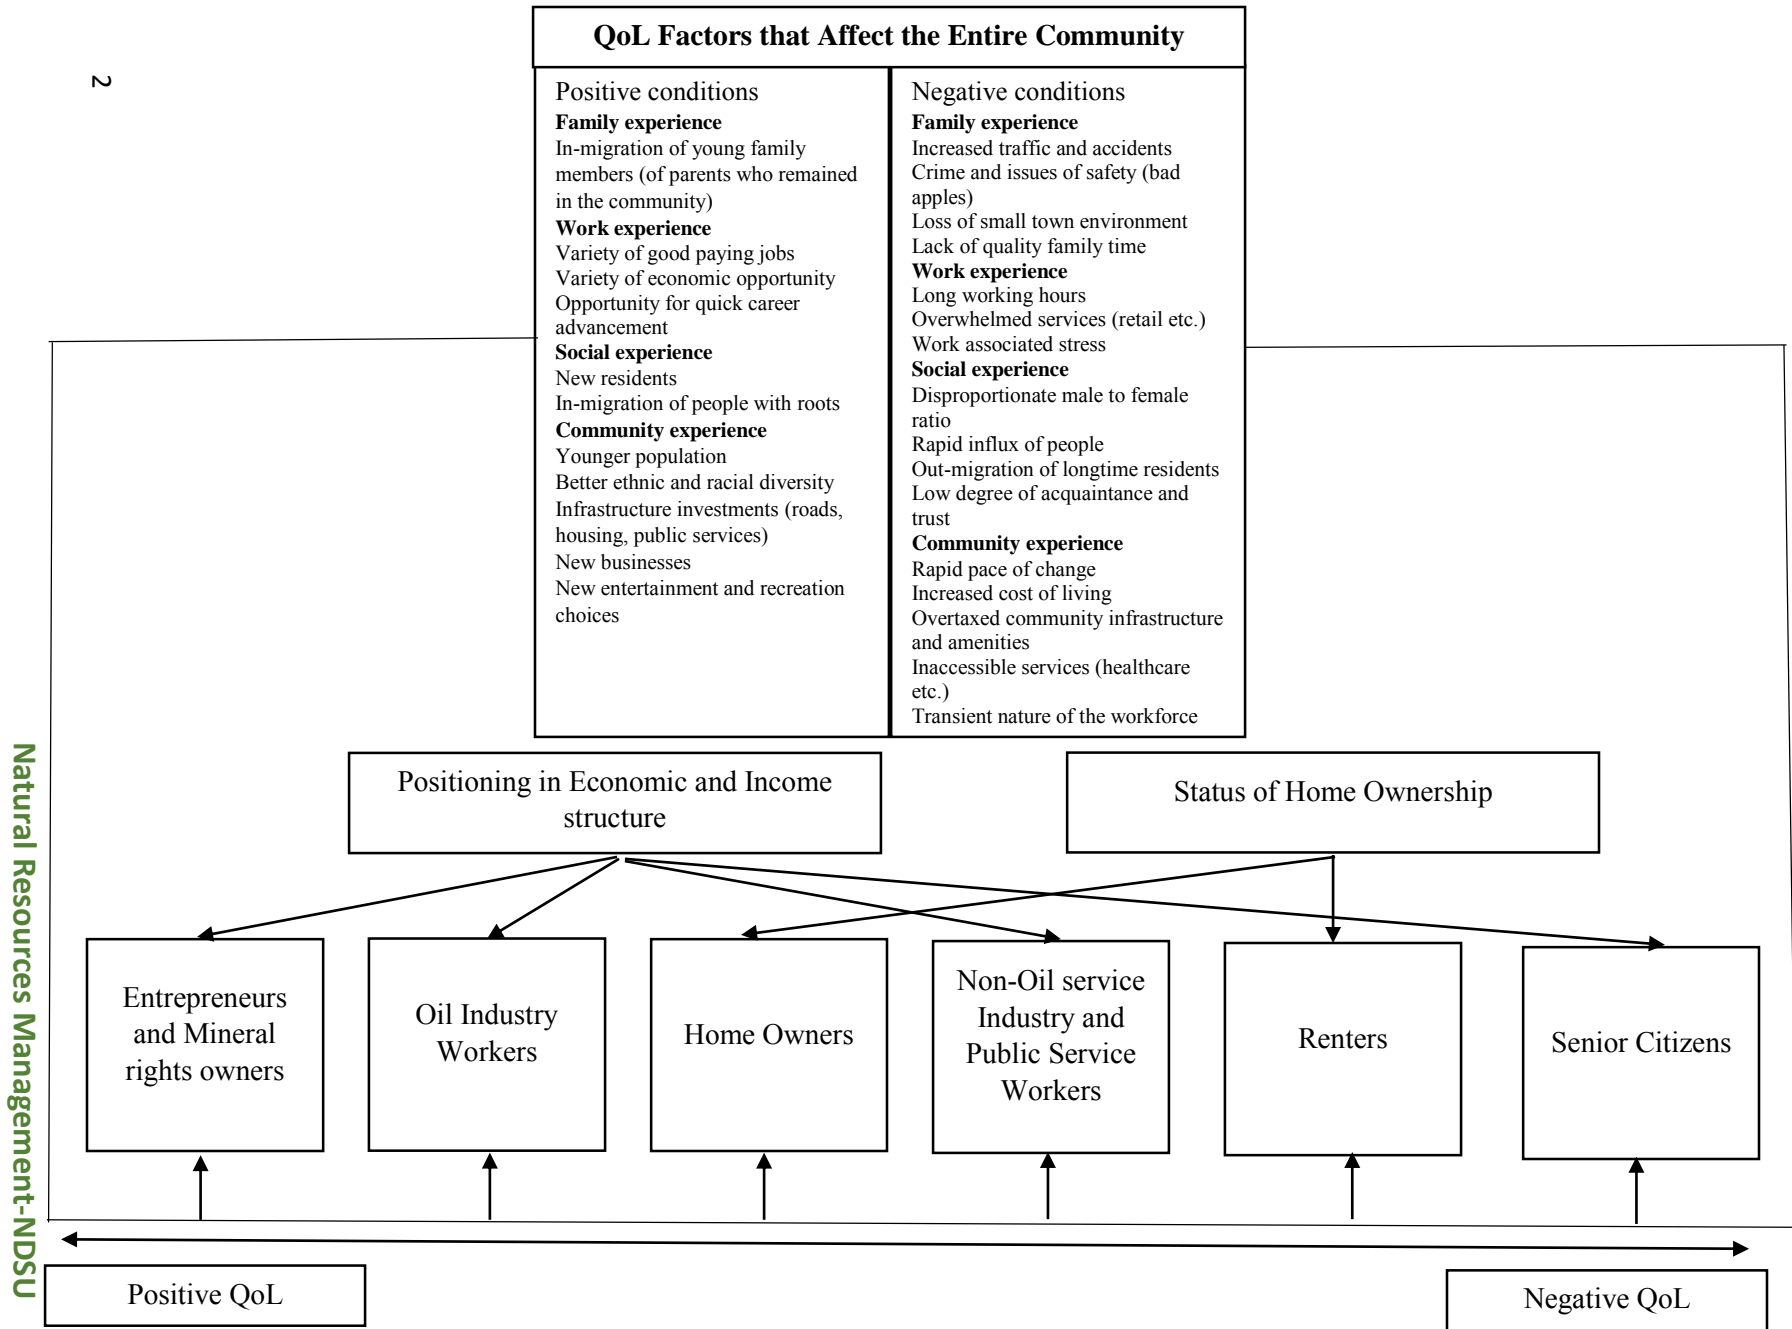 2
QoL Factors that Affect the Entire Community
Positive conditions
Family experience
In-migration of young family
members (of parents who remained
in the community)
Work experience
Variety of good paying jobs
Variety of economic opportunity
Opportunity for quick career
advancement
Social experience
New residents
In-migration of people with roots
Community experience
Younger population
Better ethnic and racial diversity
Infrastructure investments (roads,
housing, public services)
New businesses
New entertainment and recreation
choices
Negative conditions
Family experience
Increased traffic and accidents
Crime and issues of safety (bad
apples)
Loss of small town environment
Lack of quality family time
Work experience
Long working hours
Overwhelmed services (retail etc.)
Work associated stress
Social experience
Disproportionate male to female
ratio
Rapid influx of people
Out-migration of longtime residents
Low degree of acquaintance and
trust
Community experience
Rapid pace of change
Increased cost of living
Overtaxed community infrastructure
and amenities
Inaccessible services (healthcare
etc.)
Transient nature of the workforce
Positioning in Economic and Income
structure
Status of Home Ownership
Entrepreneurs
and Mineral
rights owners
Oil Industry
Workers
Home Owners
Non-Oil service
Industry and
Public Service
Workers
Renters
Senior Citizens
Positive QoL
Negative QoL
Natural Resources Management-NDSU